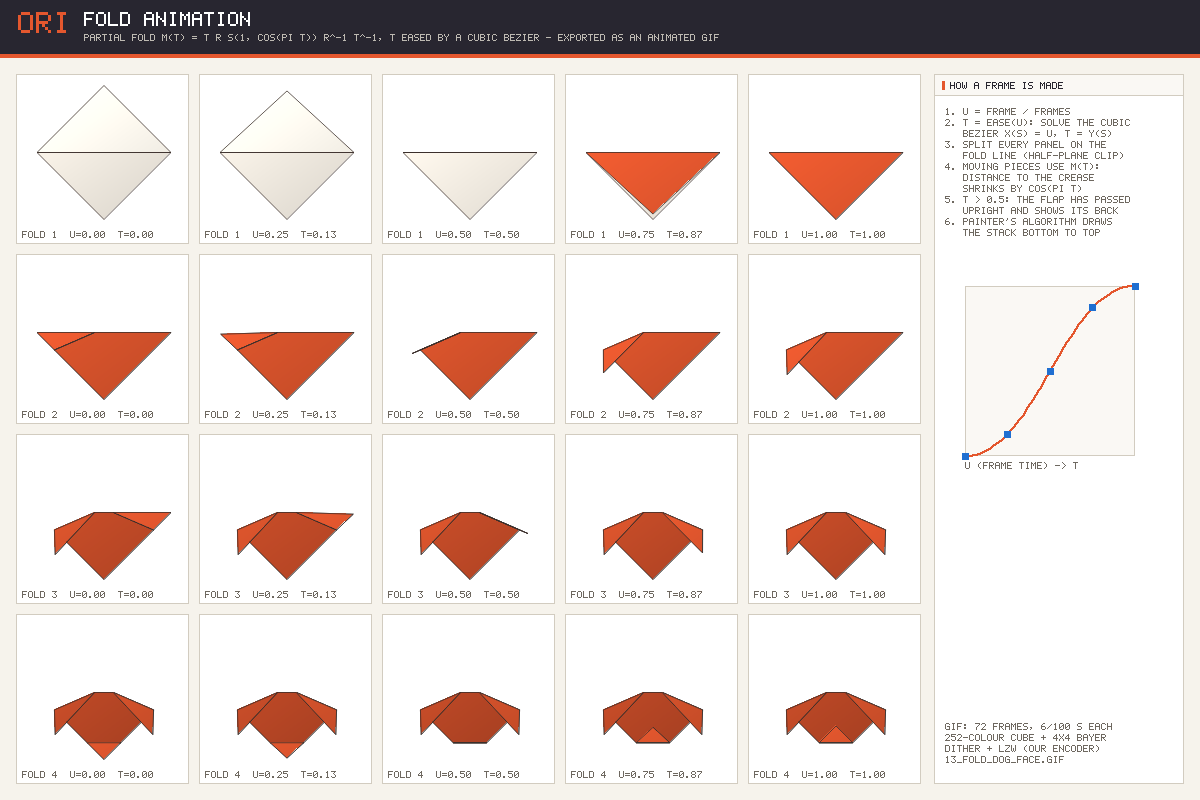 ORI FOLD ANIMATION
PARTIAL FOLD M(T) = T R S(1, COS(PI T)) R^-1 T^-1, T EASED BY A CUBIC BEZIER - EXPORTED AS AN ANIMATED GIF
FOLD 1 U=0.00 T=0.00
FOLD 1 U=0.25 T=0.13
FOLD 1 U=0.50 T=0.50
FOLD 1 U=0.75 T=0.87
FOLD 1 U=1.00 T=1.00
FOLD 2 U=0.00 T=0.00
FOLD 2 U=0.25 T=0.13
FOLD 2 U=0.50 T=0.50
FOLD 2 U=0.75 T=0.87
FOLD 2 U=1.00 T=1.00
FOLD 3 U=0.00 T=0.00
FOLD 3 U=0.25 T=0.13
FOLD 3 U=0.50 T=0.50
FOLD 3 U=0.75 T=0.87
FOLD 3 U=1.00 T=1.00
FOLD 4 U=0.00 T=0.00
FOLD 4 U=0.25 T=0.13
FOLD 4 U=0.50 T=0.50
FOLD 4 U=0.75 T=0.87
FOLD 4 U=1.00 T=1.00
HOW A FRAME IS MADE
1. U = FRAME / FRAMES
2. T = EASE(U): SOLVE THE CUBIC
BEZIER X(S) = U, T = Y(S)
3. SPLIT EVERY PANEL ON THE
FOLD LINE (HALF-PLANE CLIP)
4. MOVING PIECES USE M(T):
DISTANCE TO THE CREASE
SHRINKS BY COS(PI T)
5. T > 0.5: THE FLAP HAS PASSED
UPRIGHT AND SHOWS ITS BACK
6. PAINTER'S ALGORITHM DRAWS
THE STACK BOTTOM TO TOP
U (FRAME TIME) -> T
GIF: 72 FRAMES, 6/100 S EACH
252-COLOUR CUBE + 4X4 BAYER
DITHER + LZW (OUR ENCODER)
13_FOLD_DOG_FACE.GIF